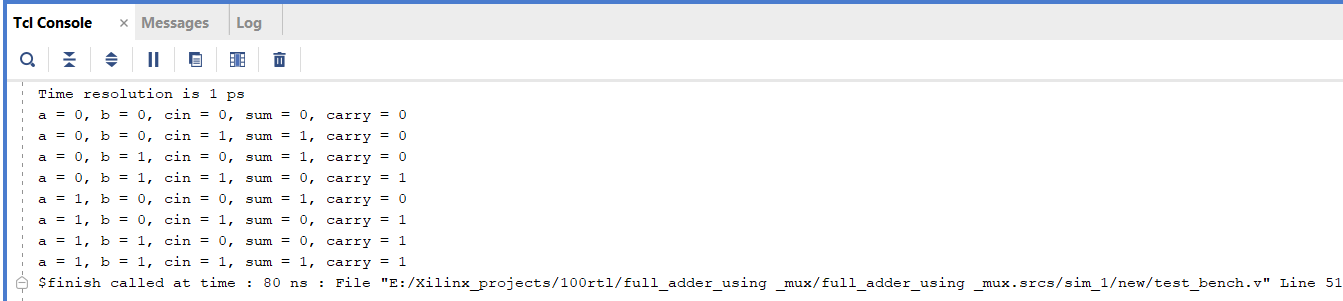 Tcl Console × Messages Log
Time resolution is 1 ps
a = 0, b = 0, cin = 0, sum = 0, carry = 0
a = 0, b = 0, cin = 1, sum = 1, carry = 0
a = 0, b = 1, cin = 0, sum = 1, carry = 0
a = 0, b = 1, cin = 1, sum = 0, carry = 1
a = 1, b = 0, cin = 0, sum = 1, carry = 0
a = 1, b = 0, cin = 1, sum = 0, carry = 1
a = 1, b = 1, cin = 0, sum = 0, carry = 1
a = 1, b = 1, cin = 1, sum = 1, carry = 1
$finish called at time : 80 ns : File "E:/Xilinx_projects/100rtl/full_adder_using _mux/full_adder_using _mux.srcs/sim_1/new/test_bench.v" Line 51